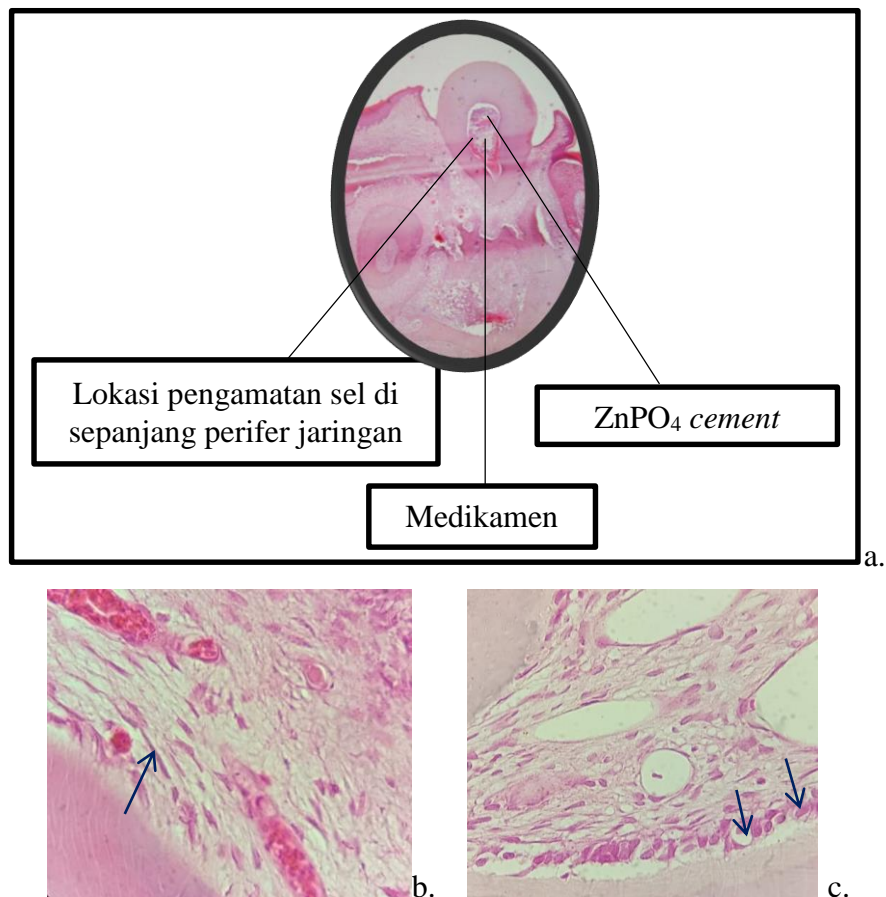 Lokasi pengamatan sel di
sepanjang perifer jaringan
ZnPO₄ cement
Medikamen
a.
b.
c.